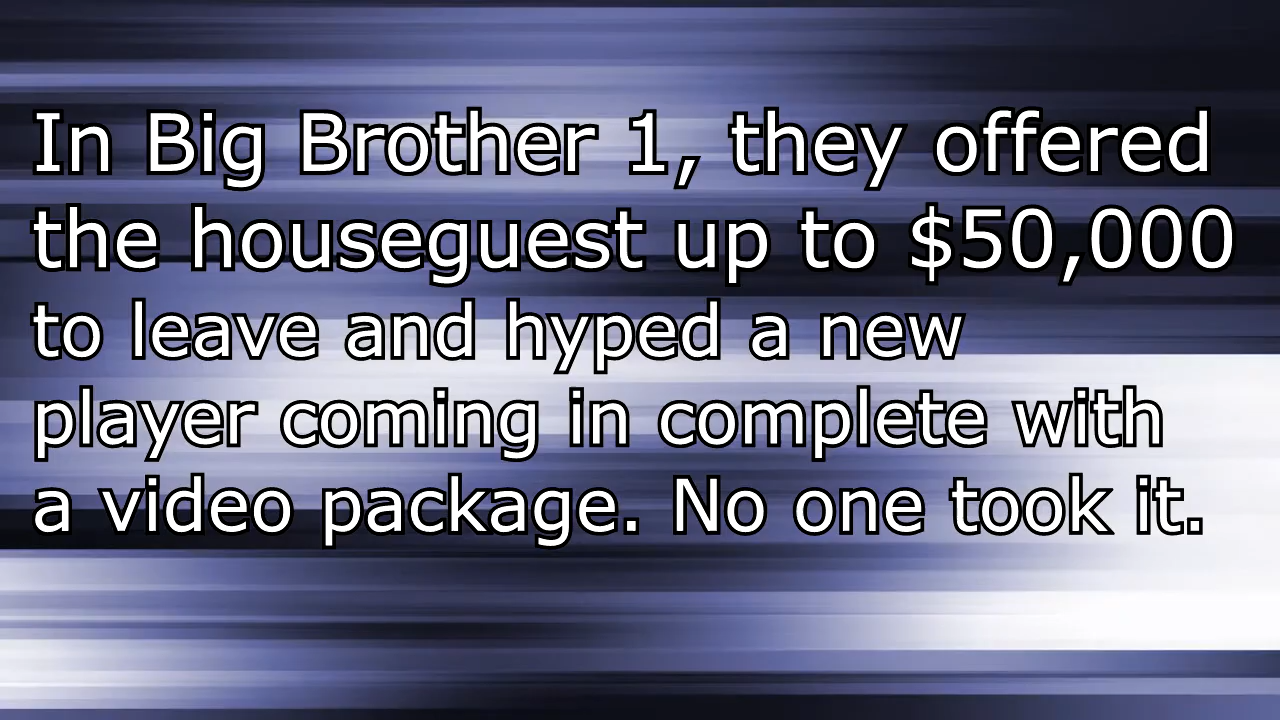 In Big Brother 1, they offered
the houseguest up to $50,000
to leave and hyped a new
player coming in complete with
a video package. No one took it.